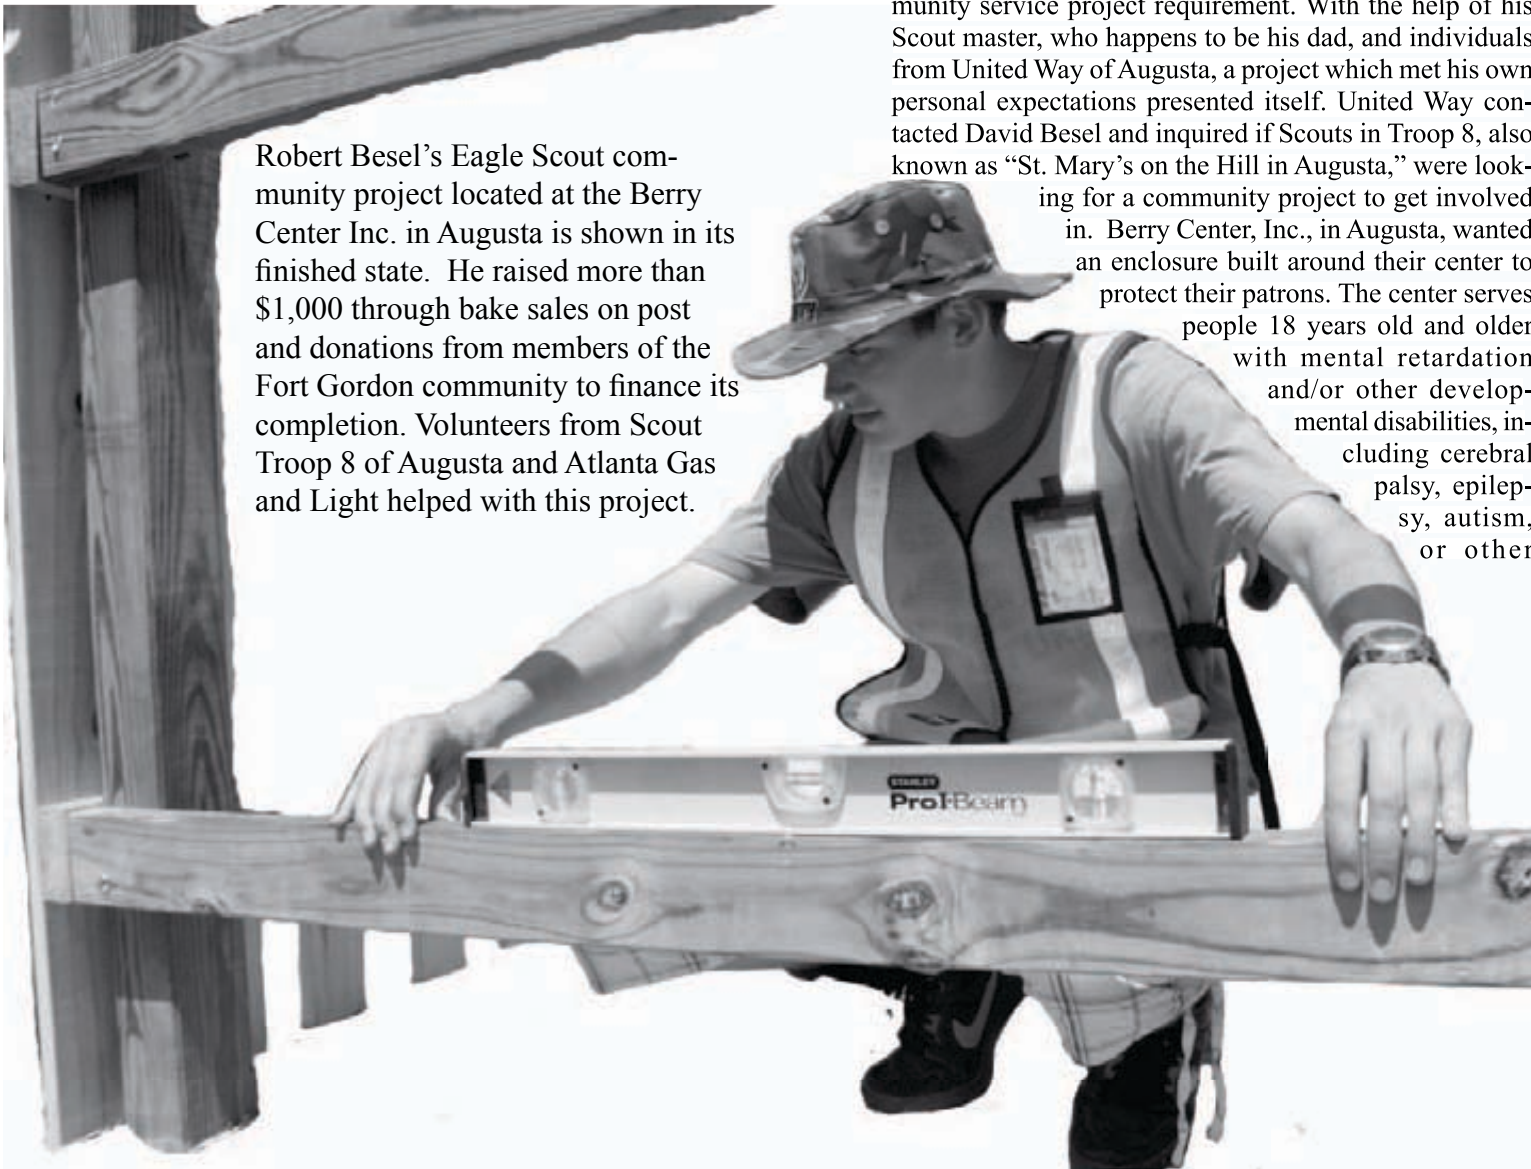 Robert Besel’s Eagle Scout com-
munity project located at the Berry
Center Inc. in Augusta is shown in its
finished state.  He raised more than
$1,000 through bake sales on post
and donations from members of the
Fort Gordon community to finance its
completion. Volunteers from Scout
Troop 8 of Augusta and Atlanta Gas
and Light helped with this project.
munity service project requirement. With the help of his
Scout master, who happens to be his dad, and individuals
from United Way of Augusta, a project which met his own
personal expectations presented itself. United Way con-
tacted David Besel and inquired if Scouts in Troop 8, also
known as “St. Mary’s on the Hill in Augusta,” were look-
ing for a community project to get involved
in.  Berry Center, Inc., in Augusta, wanted
an enclosure built around their center to
protect their patrons. The center serves
people 18 years old and older
with mental retardation
and/or other develop-
mental disabilities, in-
cluding cerebral
palsy, epilep-
sy, autism,
or other
STANLEY
Pro I-Beam